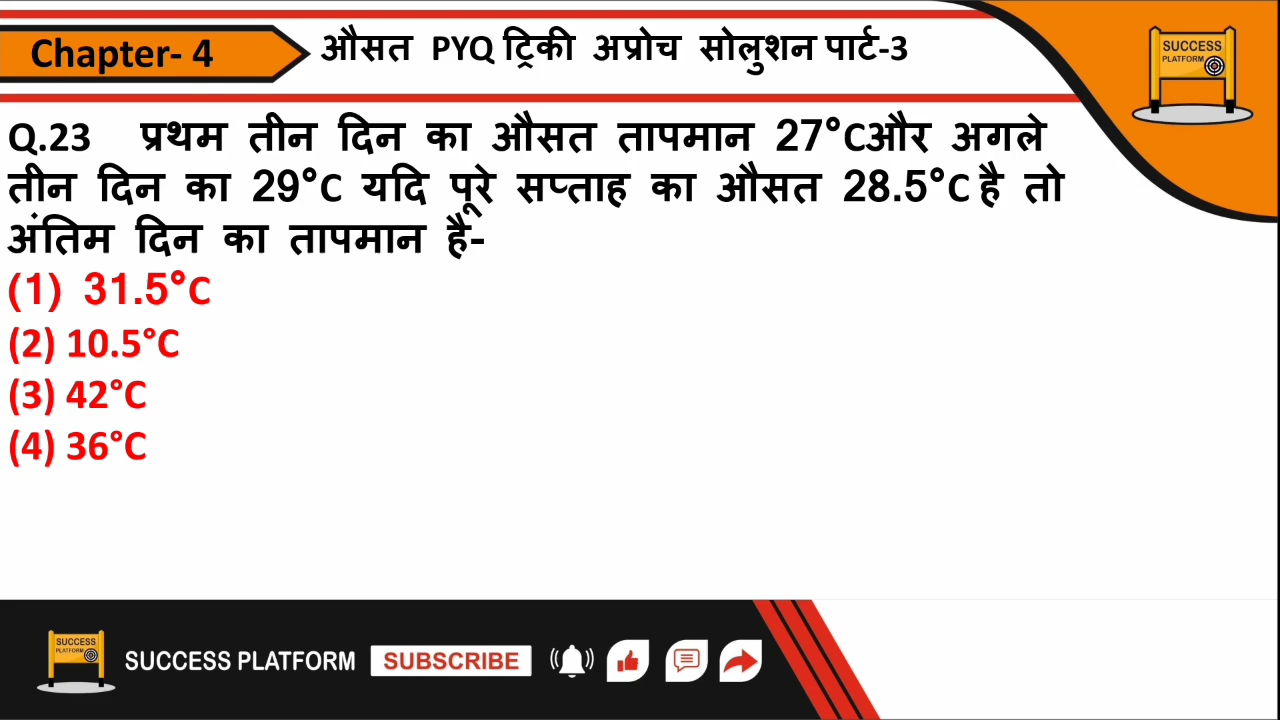 Chapter- 4
औसत PYQ ट्रिकी अप्रोच सोलुशन पार्ट-3
SUCCESS
PLATFORM
Q.23 प्रथम तीन दिन का औसत तापमान 27°Cऔर अगले
तीन दिन का 29°C यदि पूरे सप्ताह का औसत 28.5°C है तो
अंतिम दिन का तापमान है-
(1) 31.5°C
(2) 10.5°C
(3) 42°C
(4) 36°C
SUCCESS
PLATFORM
SUCCESS PLATFORM
SUBSCRIBE